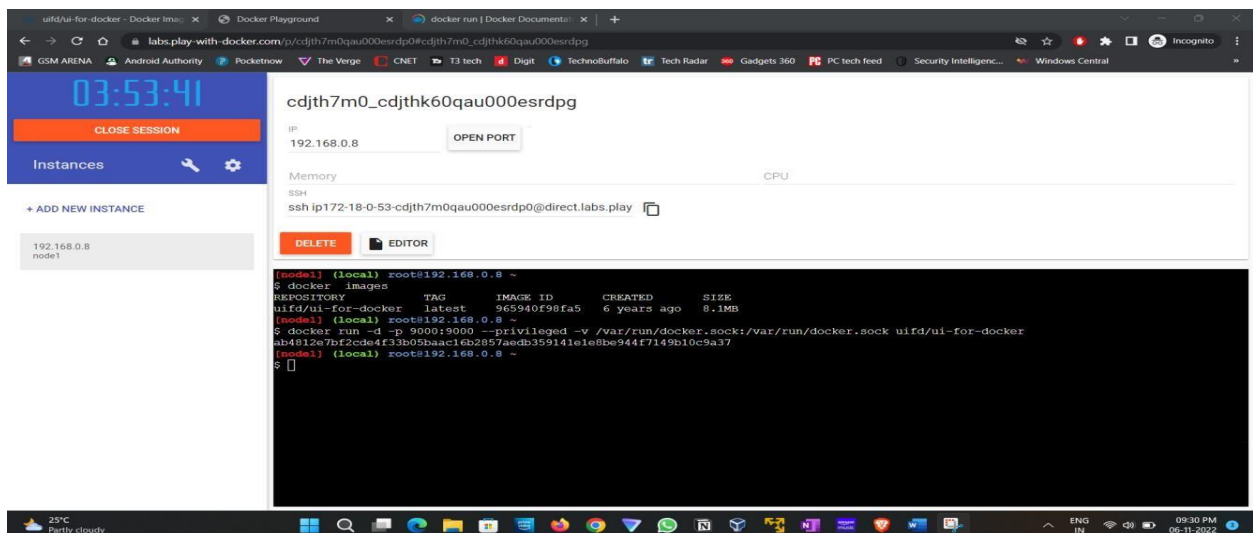 uifd/ui-for-docker - Docker Imag
Docker Playground
docker run | Docker Documentat
labs.play-with-docker.com/p/cdjth7m0qau000esrdp0#cdjth7m0_cdjthk60qau000esrdpg
Incognito
GSM ARENA
Android Authority
Pocketnow
The Verge
CNET
T3 tech
Digit
TechnoBuffalo
Tech Radar
Gadgets 360
PC tech feed
Security Intelligenc...
Windows Central
03:53:41
CLOSE SESSION
Instances
+ ADD NEW INSTANCE
192.168.0.8
node1
cdjth7m0_cdjthk60qau000esrdpg
IP
192.168.0.8
OPEN PORT
Memory
CPU
SSH
ssh ip172-18-0-53-cdjth7m0qau000esrdp0@direct.labs.play
DELETE
EDITOR
[node1] (local) root@192.168.0.8 ~
$ docker images
REPOSITORY TAG IMAGE ID CREATED SIZE
uifd/ui-for-docker latest 965940f98fa5 6 years ago 8.1MB
[node1] (local) root@192.168.0.8 ~
$ docker run -d -p 9000:9000 --privileged -v /var/run/docker.sock:/var/run/docker.sock uifd/ui-for-docker
ab4812e7bf2cde4f33b05baac16b2857aedb359141e1e8be944f7149b10c9a37
[node1] (local) root@192.168.0.8 ~
$
25°C
Partly cloudy
ENG
IN
09:30 PM
06-11-2022